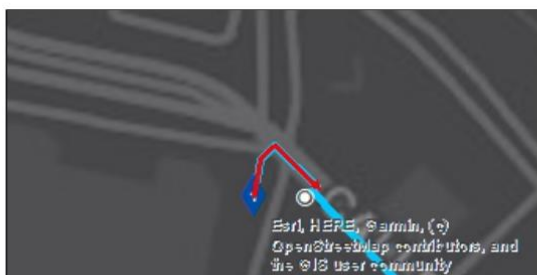 Esri, HERE, Garmin, (c)
OpenStreetMap contributors, and
the GIS user community